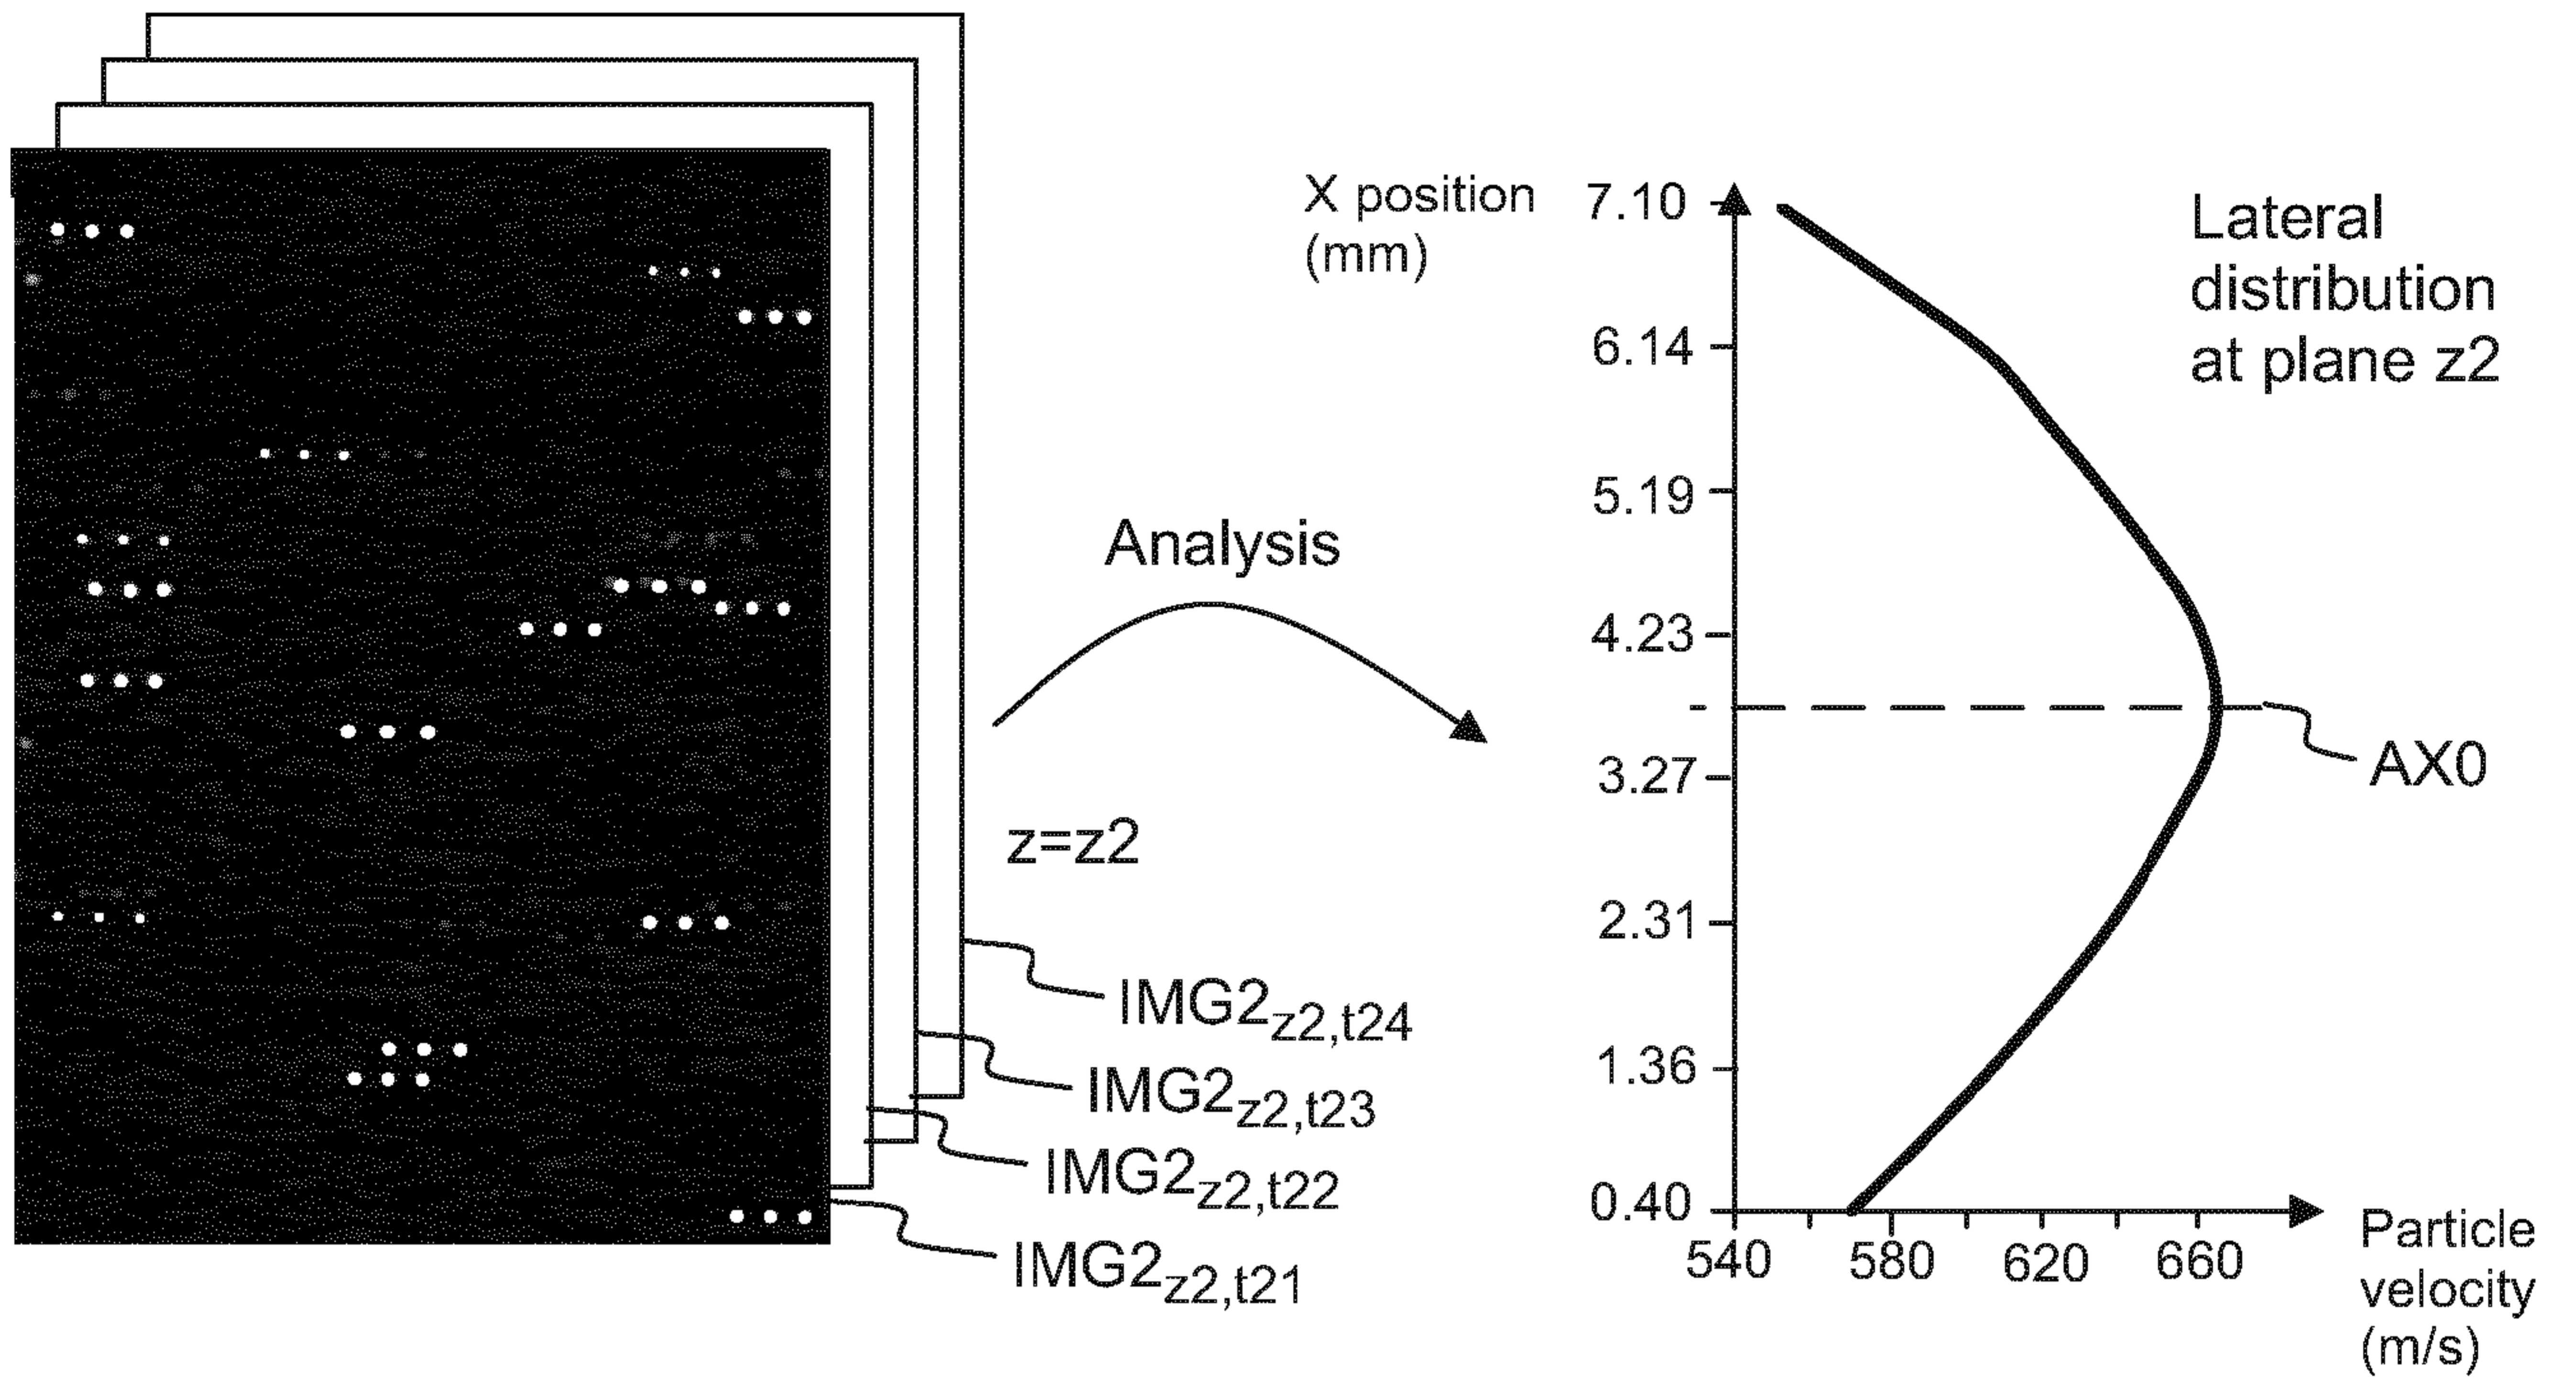 X position
(mm)
7.10
6.14
5.19
4.23
3.27
2.31
1.36
0.40
540
580
620
660
Particle
velocity
(m/s)
Lateral
distribution
at plane z2
AX0
Analysis
z=z2
IMG2z2,t24
IMG2z2,t23
IMG2z2,t22
IMG2z2,t21